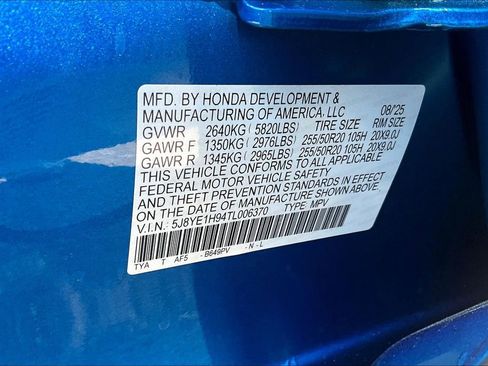 MFD. BY HONDA DEVELOPMENT &
MANUFACTURING OF AMERICA, LLC 08/25
GVWR 2640KG (5820LBS) TIRE SIZE RIM SIZE
GAWR F 1350KG (2976LBS) 255/50R20 105H 20X9.0J
GAWR R 1345KG (2965LBS) 255/50R20 105H 20X9.0J
THIS VEHICLE CONFORMS TO ALL APPLICABLE
FEDERAL MOTOR VEHICLE SAFETY
AND THEFT PREVENTION STANDARDS IN EFFECT
ON THE DATE OF MANUFACTURE SHOWN ABOVE.
V.I.N.: 5J8YE1H94TL006370 TYPE MPV
TYA T AF5 - B649PV - N - L